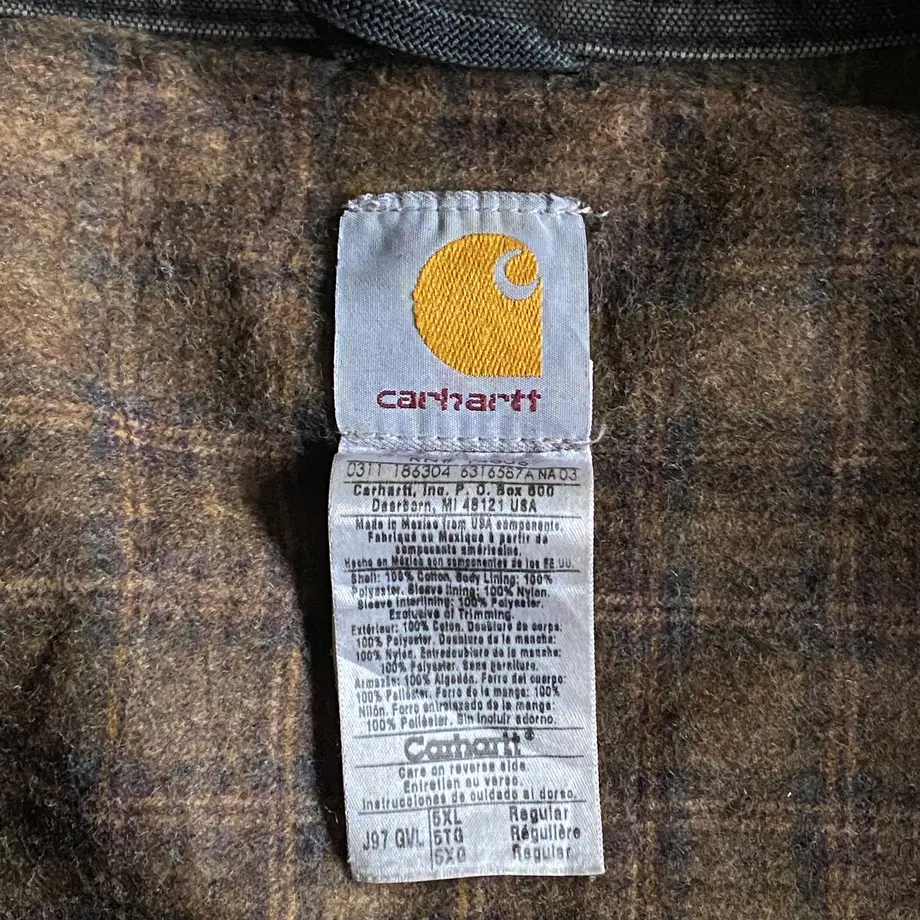 carhartt
0311 186304 6316567A NA 03
Carhartt, Inc. P. O. Box 600
Dearborn, MI 48121 USA
Made in Mexico from USA components.
Fabriqué au Mexique à partir de
composants américains.
Hecho en México con componentes de los EE.UU.
Shell: 100% Cotton. Body Lining: 100%
Polyester. Sleeve lining: 100% Nylon.
Sleeve interlining: 100% Polyester.
Exclusive of Trimming.
Extérieur: 100% Coton. Doublure de corps:
100% Polyester. Doublure de la manche:
100% Nylon. Entredoublure de la manche:
100% Polyester. Sans garniture.
Armazón: 100% Algodón. Forro del cuerpo:
100% Poliéster. Forro de la manga: 100%
Nilón. Forro entrelazado de la manga:
100% Poliéster. Sin incluir adorno.
Carhartt®
Care on reverse side.
Entretien au verso.
Instrucciones de cuidado al dorso.
J97 QVL
5XL Regular
5TG Régulière
5XG Regular